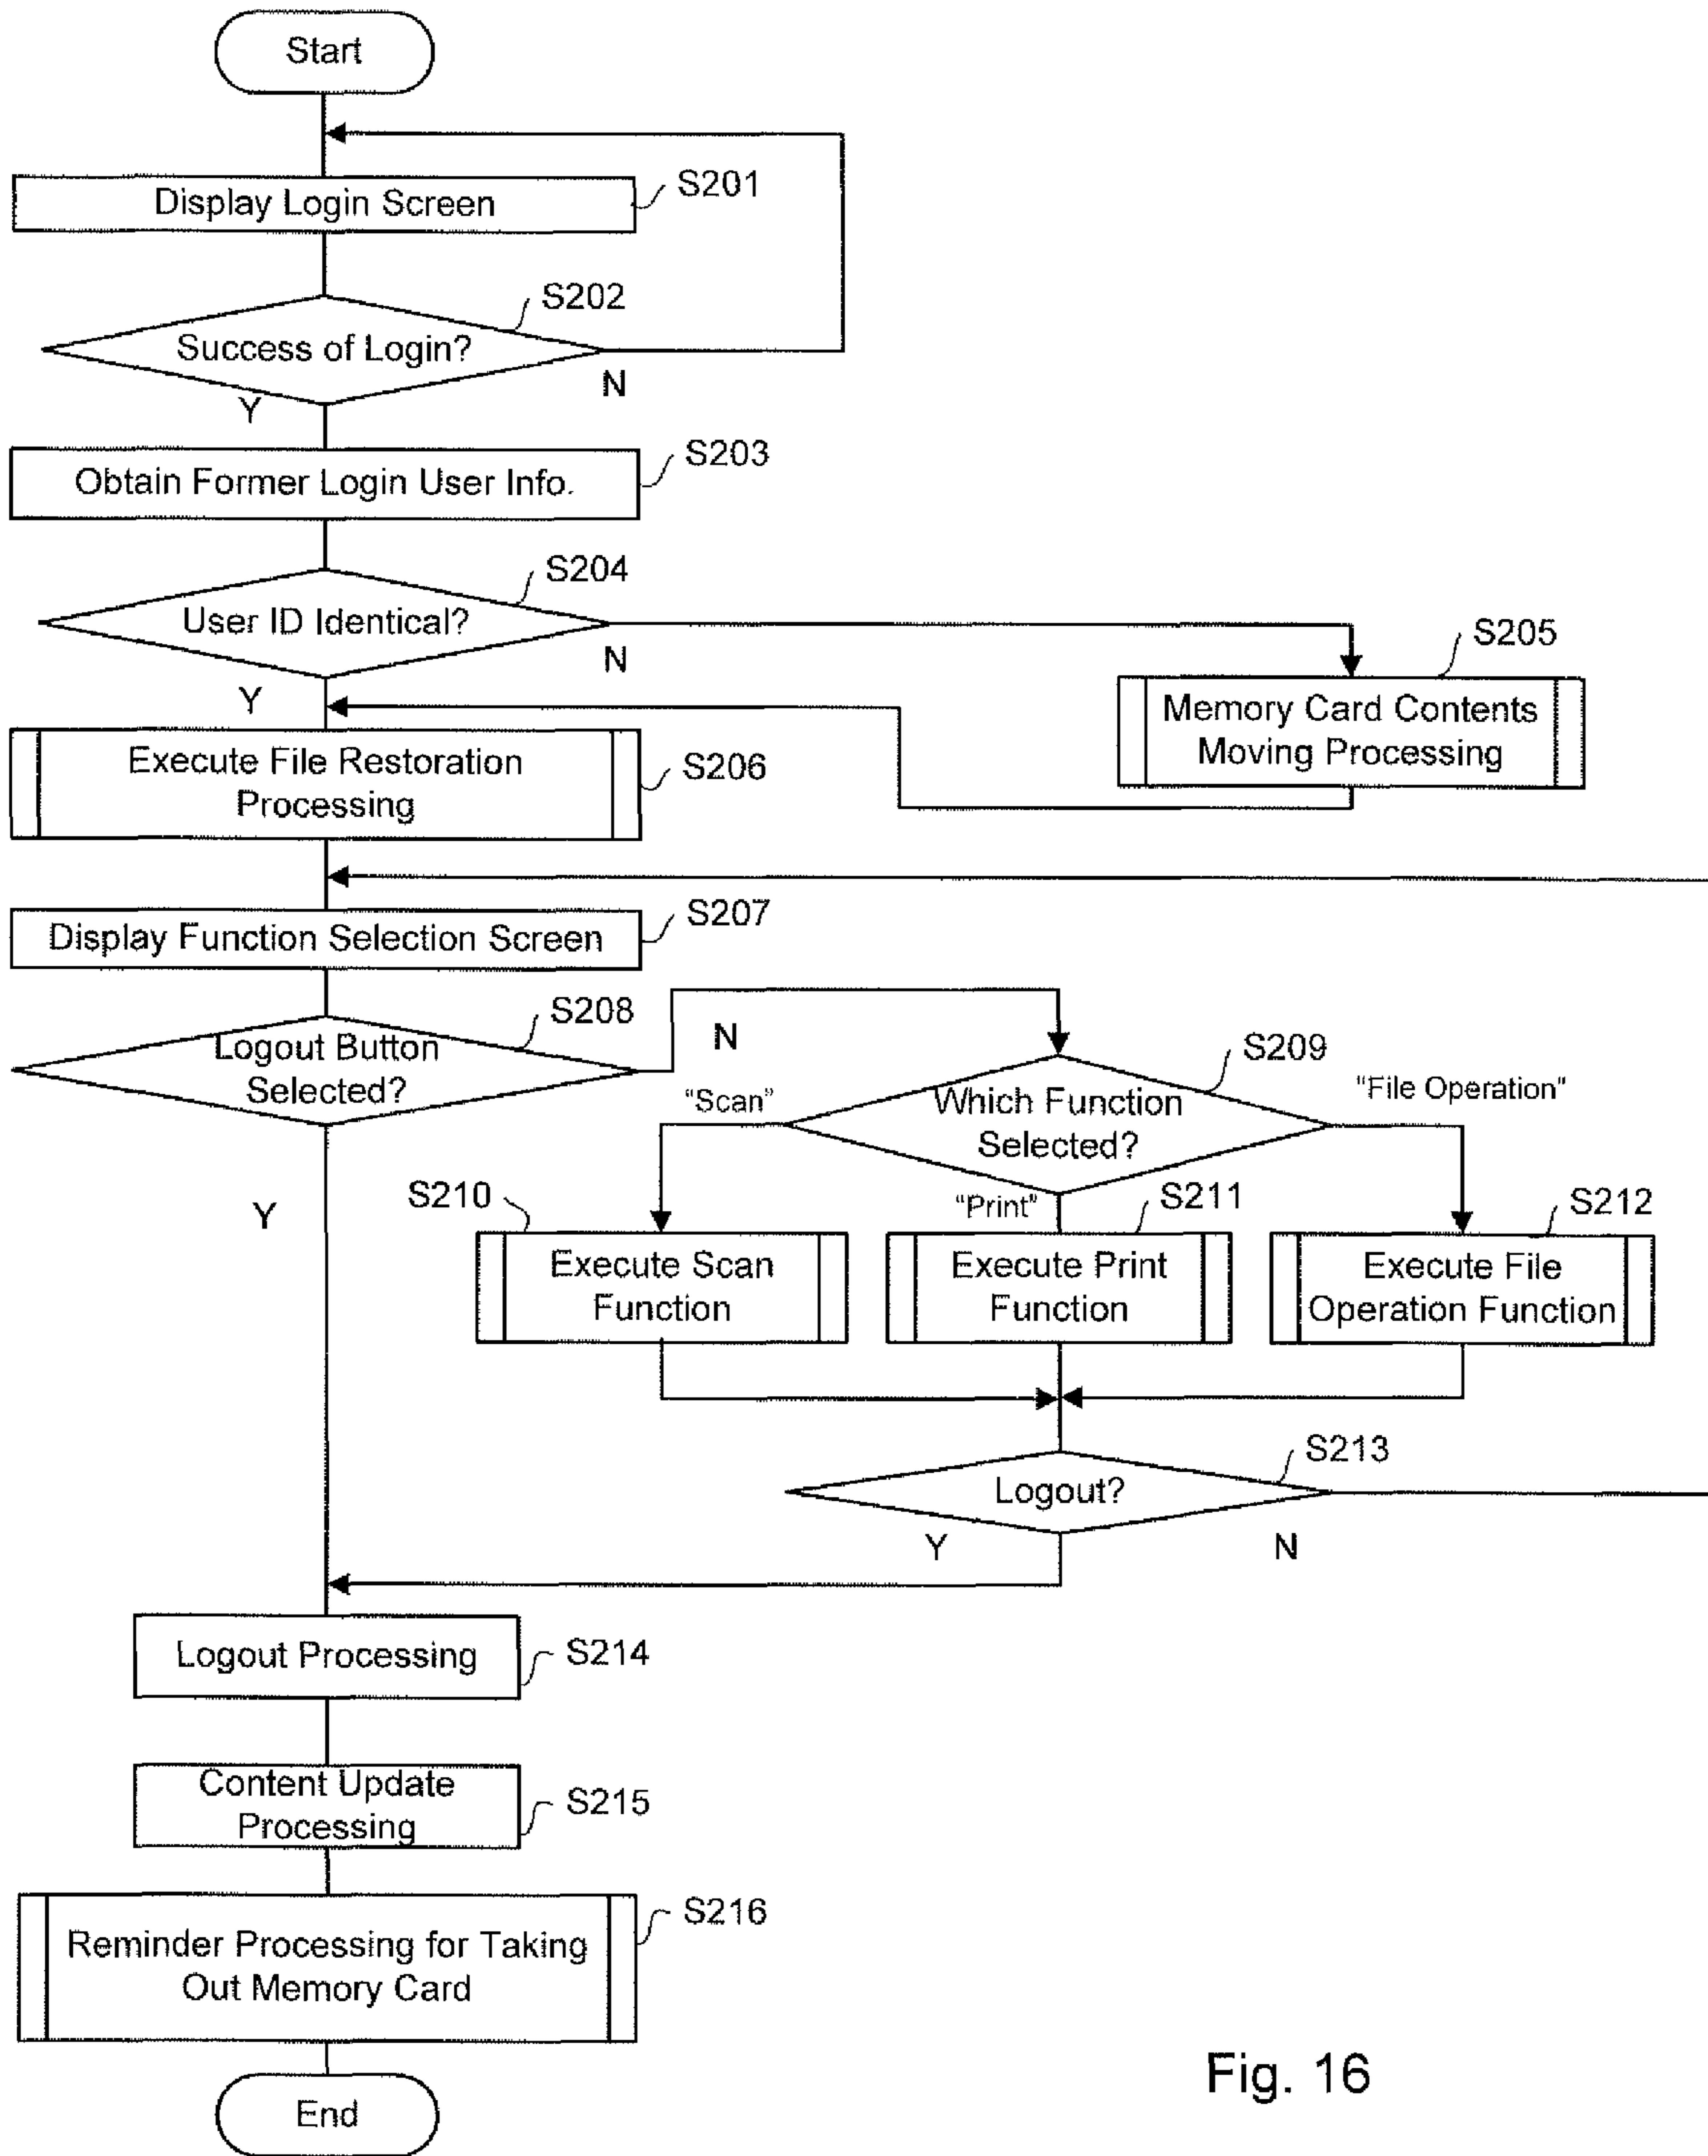 Start
Display Login Screen
S201
Success of Login?
S202
Y
N
Obtain Former Login User Info.
S203
User ID Identical?
S204
Y
N
Memory Card Contents
Moving Processing
S205
Execute File Restoration
Processing
S206
Display Function Selection Screen
S207
Logout Button
Selected?
S208
N
Y
Which Function
Selected?
S209
"Scan"
"Print"
"File Operation"
S210
Execute Scan
Function
S211
Execute Print
Function
S212
Execute File
Operation Function
Logout?
S213
Y
N
Logout Processing
S214
Content Update
Processing
S215
Reminder Processing for Taking
Out Memory Card
S216
End
Fig. 16